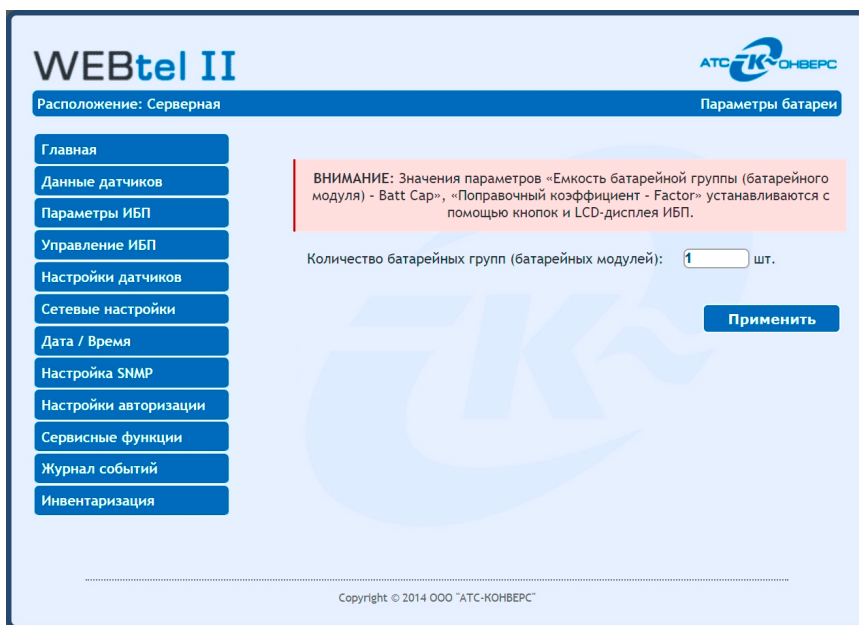 WEBtel II
АТС КОНВЕРС
Расположение: Серверная
Параметры батареи
Главная
Данные датчиков
Параметры ИБП
Управление ИБП
Настройки датчиков
Сетевые настройки
Дата / Время
Настройка SNMP
Настройки авторизации
Сервисные функции
Журнал событий
Инвентаризация
ВНИМАНИЕ: Значения параметров «Емкость батарейной группы (батарейного
модуля) - Batt Cap», «Поправочный коэффициент - Factor» устанавливаются с
помощью кнопок и LCD-дисплея ИБП.
Количество батарейных групп (батарейных модулей): 1 шт.
Применить
Copyright © 2014 ООО "АТС-КОНВЕРС"